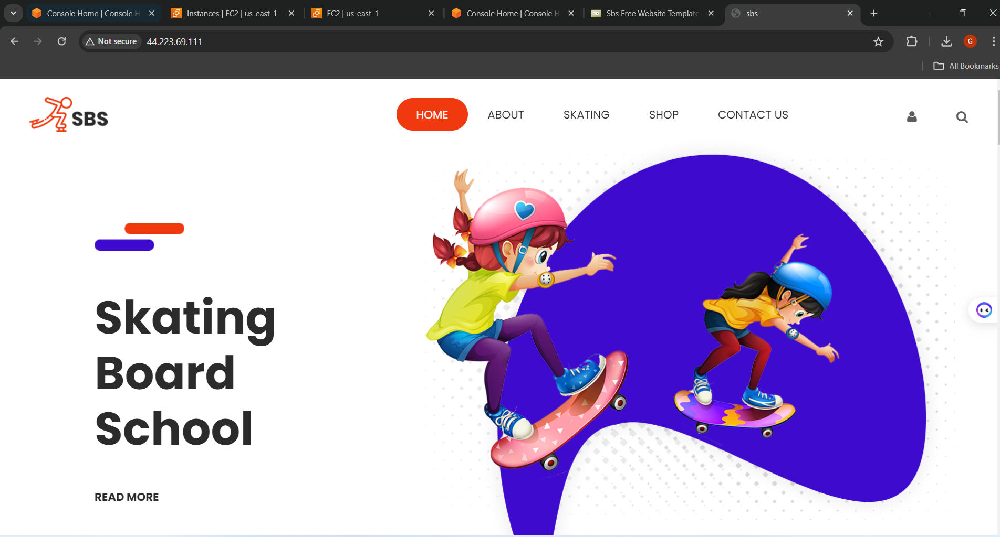 Console Home | Console H
Instances | EC2 | us-east-1
EC2 | us-east-1
Console Home | Console H
Sbs Free Website Template
sbs
Not secure
44.223.69.111
G
All Bookmarks
SBS
HOME
ABOUT
SKATING
SHOP
CONTACT US
Skating
Board
School
READ MORE